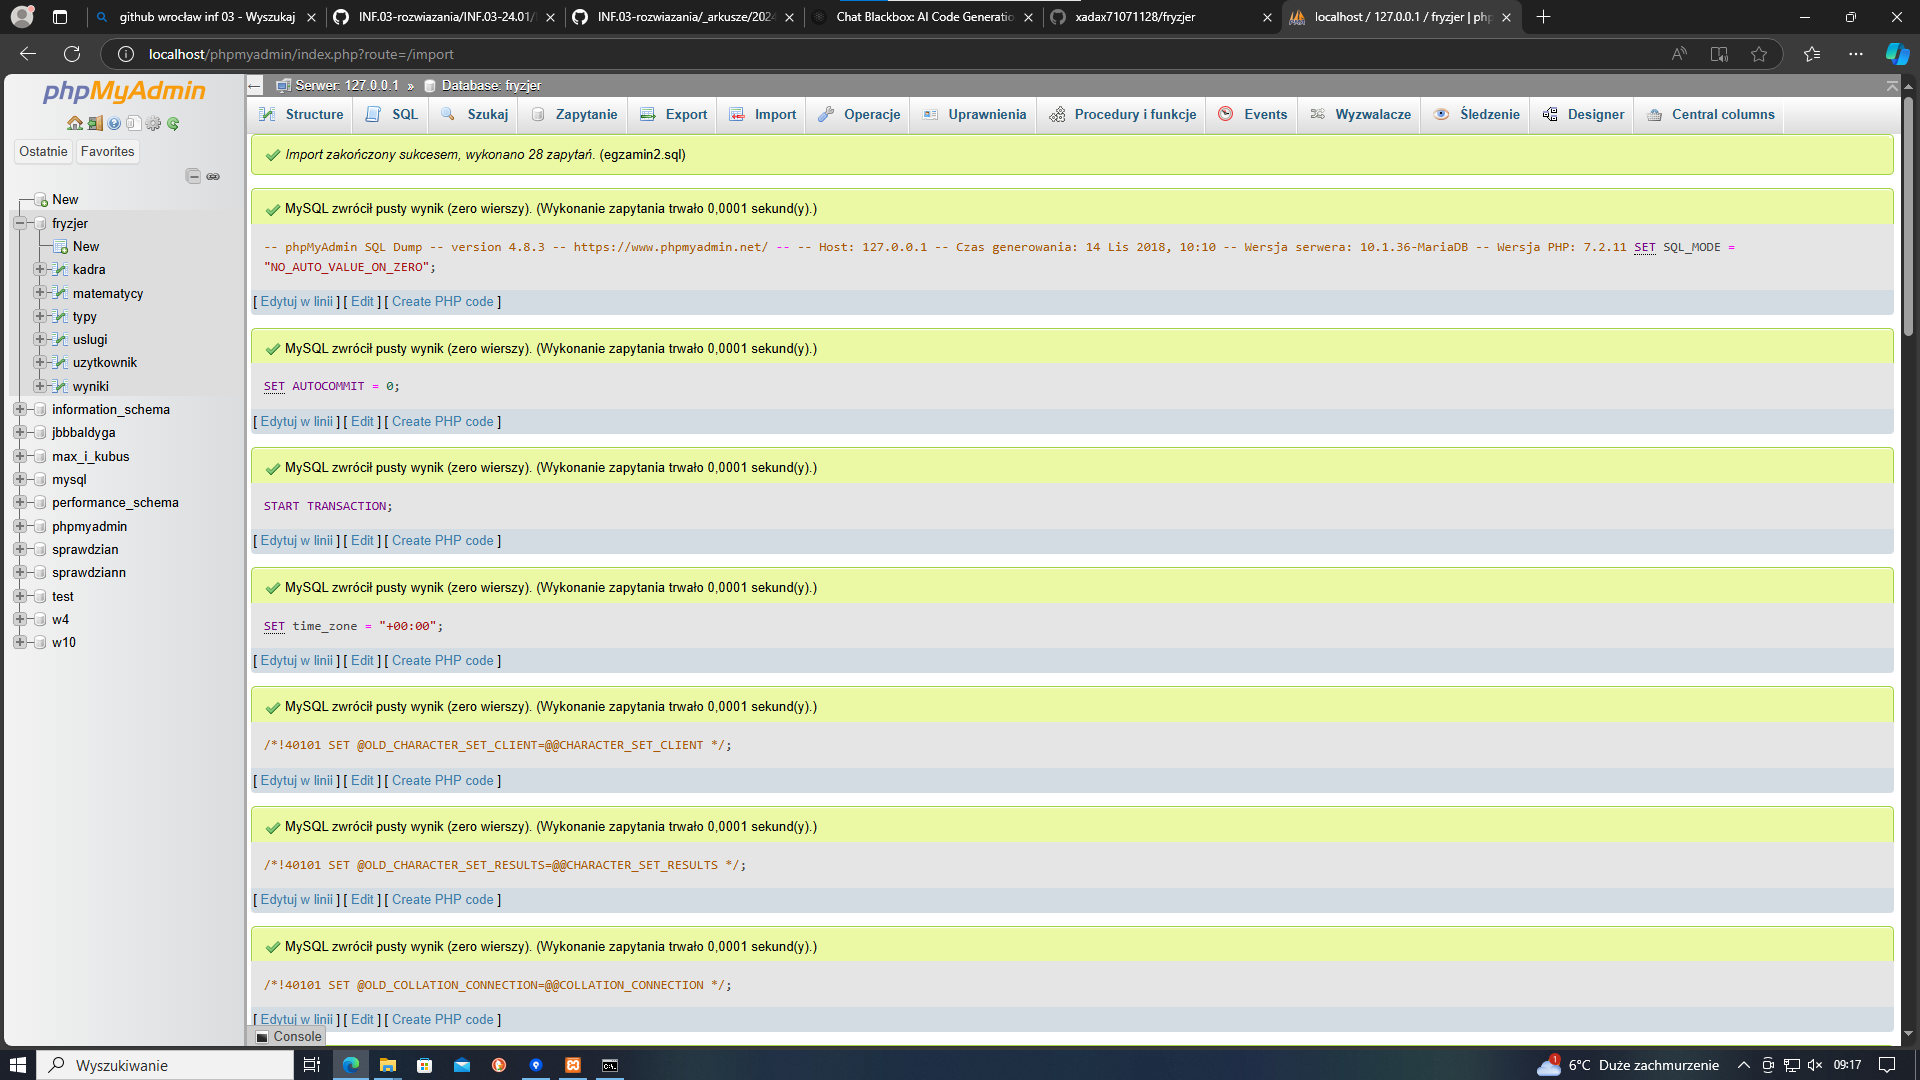 github wrocław inf 03 - Wyszukaj
INF.03-rozwiazania/INF.03-24.01/
INF.03-rozwiazania/_arkusze/2024
Chat Blackbox: AI Code Generatio
xadax71071128/fryzjer
localhost / 127.0.0.1 / fryzjer | php
localhost/phpmyadmin/index.php?route=/import
phpMyAdmin
Ostatnie
Favorites
New
fryzjer
New
kadra
matematycy
typy
uslugi
uzytkownik
wyniki
information_schema
jbbbaldyga
max_i_kubus
mysql
performance_schema
phpmyadmin
sprawdzian
sprawdziann
test
w4
w10
Serwer: 127.0.0.1 » Database: fryzjer
Structure SQL Szukaj Zapytanie Export Import Operacje Uprawnienia Procedury i funkcje Events Wyzwalacze Śledzenie Designer Central columns
Import zakończony sukcesem, wykonano 28 zapytań. (egzamin2.sql)
MySQL zwrócił pusty wynik (zero wierszy). (Wykonanie zapytania trwało 0,0001 sekund(y).)
-- phpMyAdmin SQL Dump -- version 4.8.3 -- https://www.phpmyadmin.net/ -- -- Host: 127.0.0.1 -- Czas generowania: 14 Lis 2018, 10:10 -- Wersja serwera: 10.1.36-MariaDB -- Wersja PHP: 7.2.11 SET SQL_MODE =
"NO_AUTO_VALUE_ON_ZERO";
[ Edytuj w linii ] [ Edit ] [ Create PHP code ]
MySQL zwrócił pusty wynik (zero wierszy). (Wykonanie zapytania trwało 0,0001 sekund(y).)
SET AUTOCOMMIT = 0;
[ Edytuj w linii ] [ Edit ] [ Create PHP code ]
MySQL zwrócił pusty wynik (zero wierszy). (Wykonanie zapytania trwało 0,0001 sekund(y).)
START TRANSACTION;
[ Edytuj w linii ] [ Edit ] [ Create PHP code ]
MySQL zwrócił pusty wynik (zero wierszy). (Wykonanie zapytania trwało 0,0001 sekund(y).)
SET time_zone = "+00:00";
[ Edytuj w linii ] [ Edit ] [ Create PHP code ]
MySQL zwrócił pusty wynik (zero wierszy). (Wykonanie zapytania trwało 0,0001 sekund(y).)
/*!40101 SET @OLD_CHARACTER_SET_CLIENT=@@CHARACTER_SET_CLIENT */;
[ Edytuj w linii ] [ Edit ] [ Create PHP code ]
MySQL zwrócił pusty wynik (zero wierszy). (Wykonanie zapytania trwało 0,0001 sekund(y).)
/*!40101 SET @OLD_CHARACTER_SET_RESULTS=@@CHARACTER_SET_RESULTS */;
[ Edytuj w linii ] [ Edit ] [ Create PHP code ]
MySQL zwrócił pusty wynik (zero wierszy). (Wykonanie zapytania trwało 0,0001 sekund(y).)
/*!40101 SET @OLD_COLLATION_CONNECTION=@@COLLATION_CONNECTION */;
[ Edytuj w linii ] [ Edit ] [ Create PHP code ]
Console
Wyszukiwanie
1
6°C Duże zachmurzenie
09:17